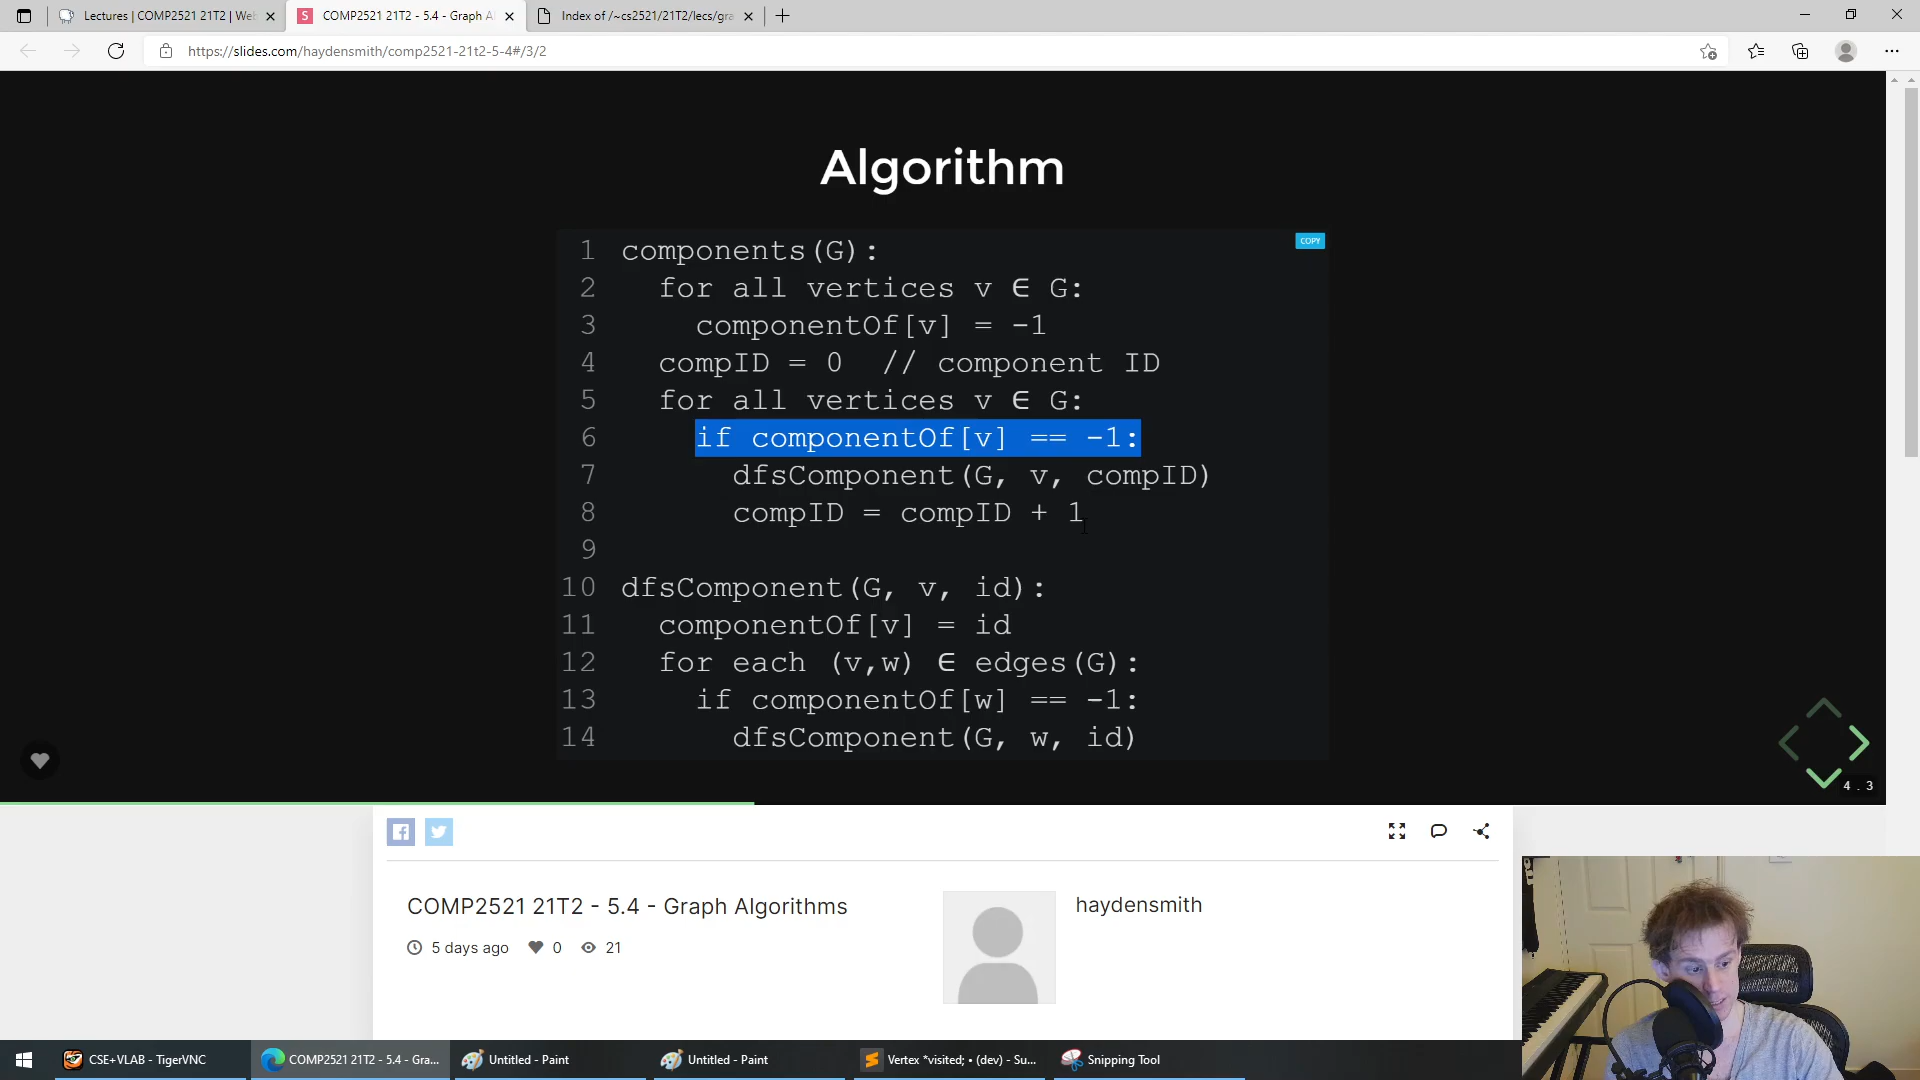 Lectures | COMP2521 21T2 | We
COMP2521 21T2 - 5.4 - Graph A
Index of /~cs2521/21T2/lecs/gra
https://slides.com/haydensmith/comp2521-21t2-5-4#/3/2
Algorithm
COPY
1 components(G):
2 for all vertices v ∈ G:
3 componentOf[v] = -1
4 compID = 0 // component ID
5 for all vertices v ∈ G:
6 if componentOf[v] == -1:
7 dfsComponent(G, v, compID)
8 compID = compID + 1
9
10 dfsComponent(G, v, id):
11 componentOf[v] = id
12 for each (v,w) ∈ edges(G):
13 if componentOf[w] == -1:
14 dfsComponent(G, w, id)
4.3
COMP2521 21T2 - 5.4 - Graph Algorithms
haydensmith
5 days ago 0 21
CSE+VLAB - TigerVNC
COMP2521 21T2 - 5.4 - Gra...
Untitled - Paint
Untitled - Paint
Vertex *visited; • (dev) - Su...
Snipping Tool